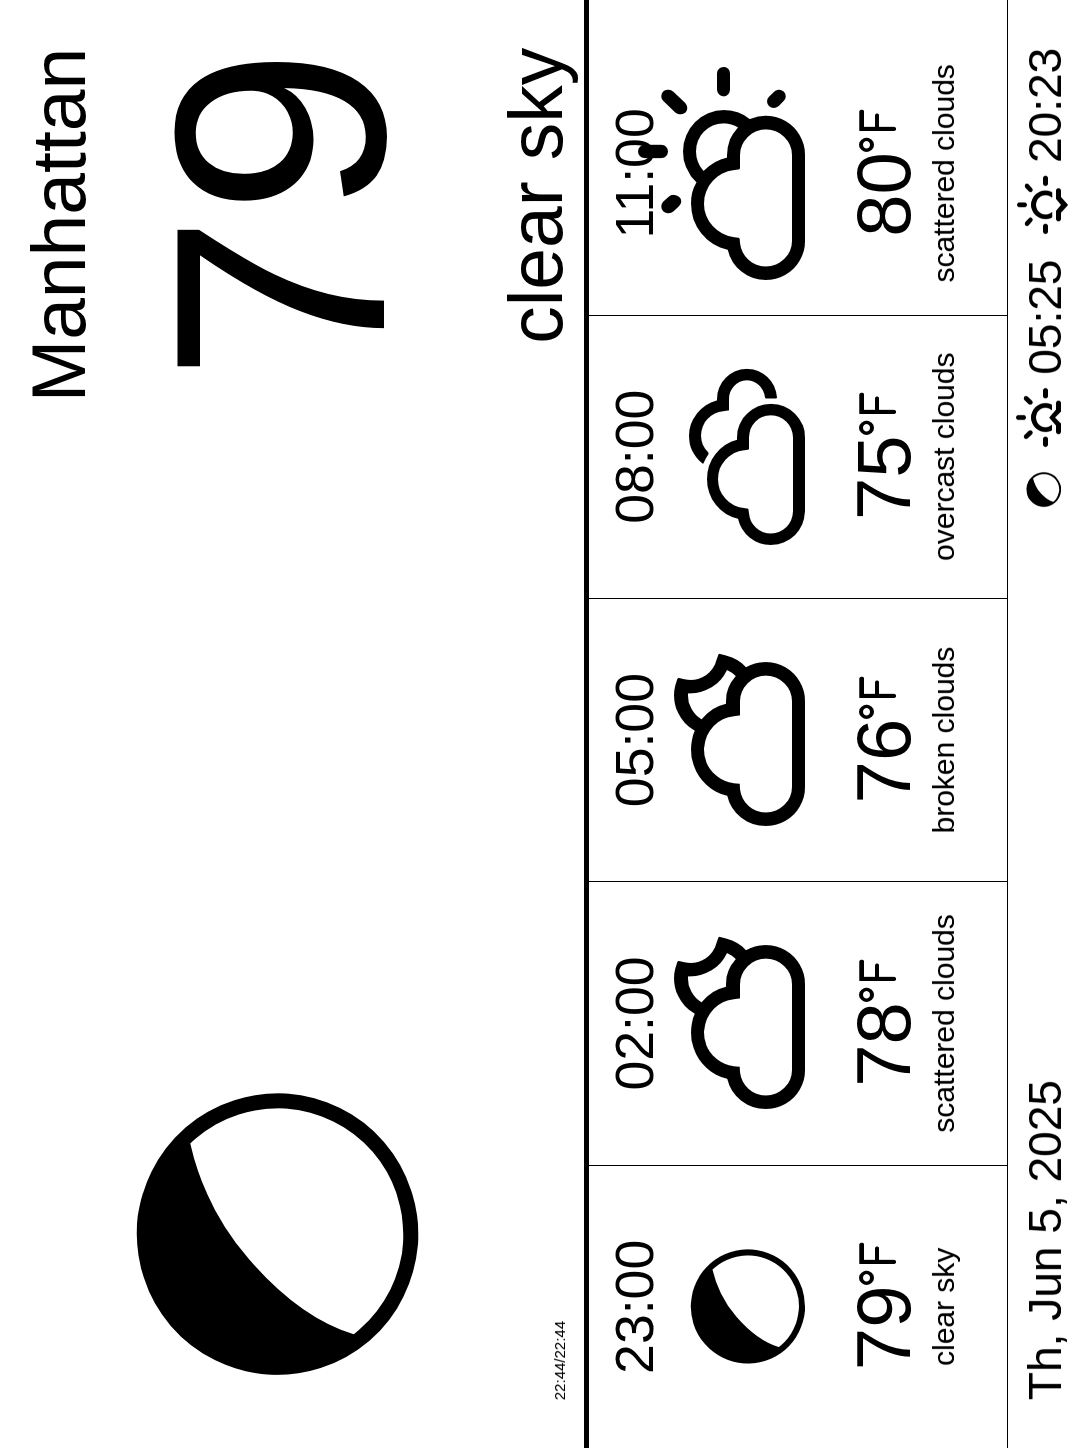 Manhattan
79
clear sky
22:44/22:44
23:00
79°F
clear sky
02:00
78°F
scattered clouds
05:00
76°F
broken clouds
08:00
75°F
overcast clouds
11:00
80°F
scattered clouds
Th, Jun 5, 2025
05:25
20:23